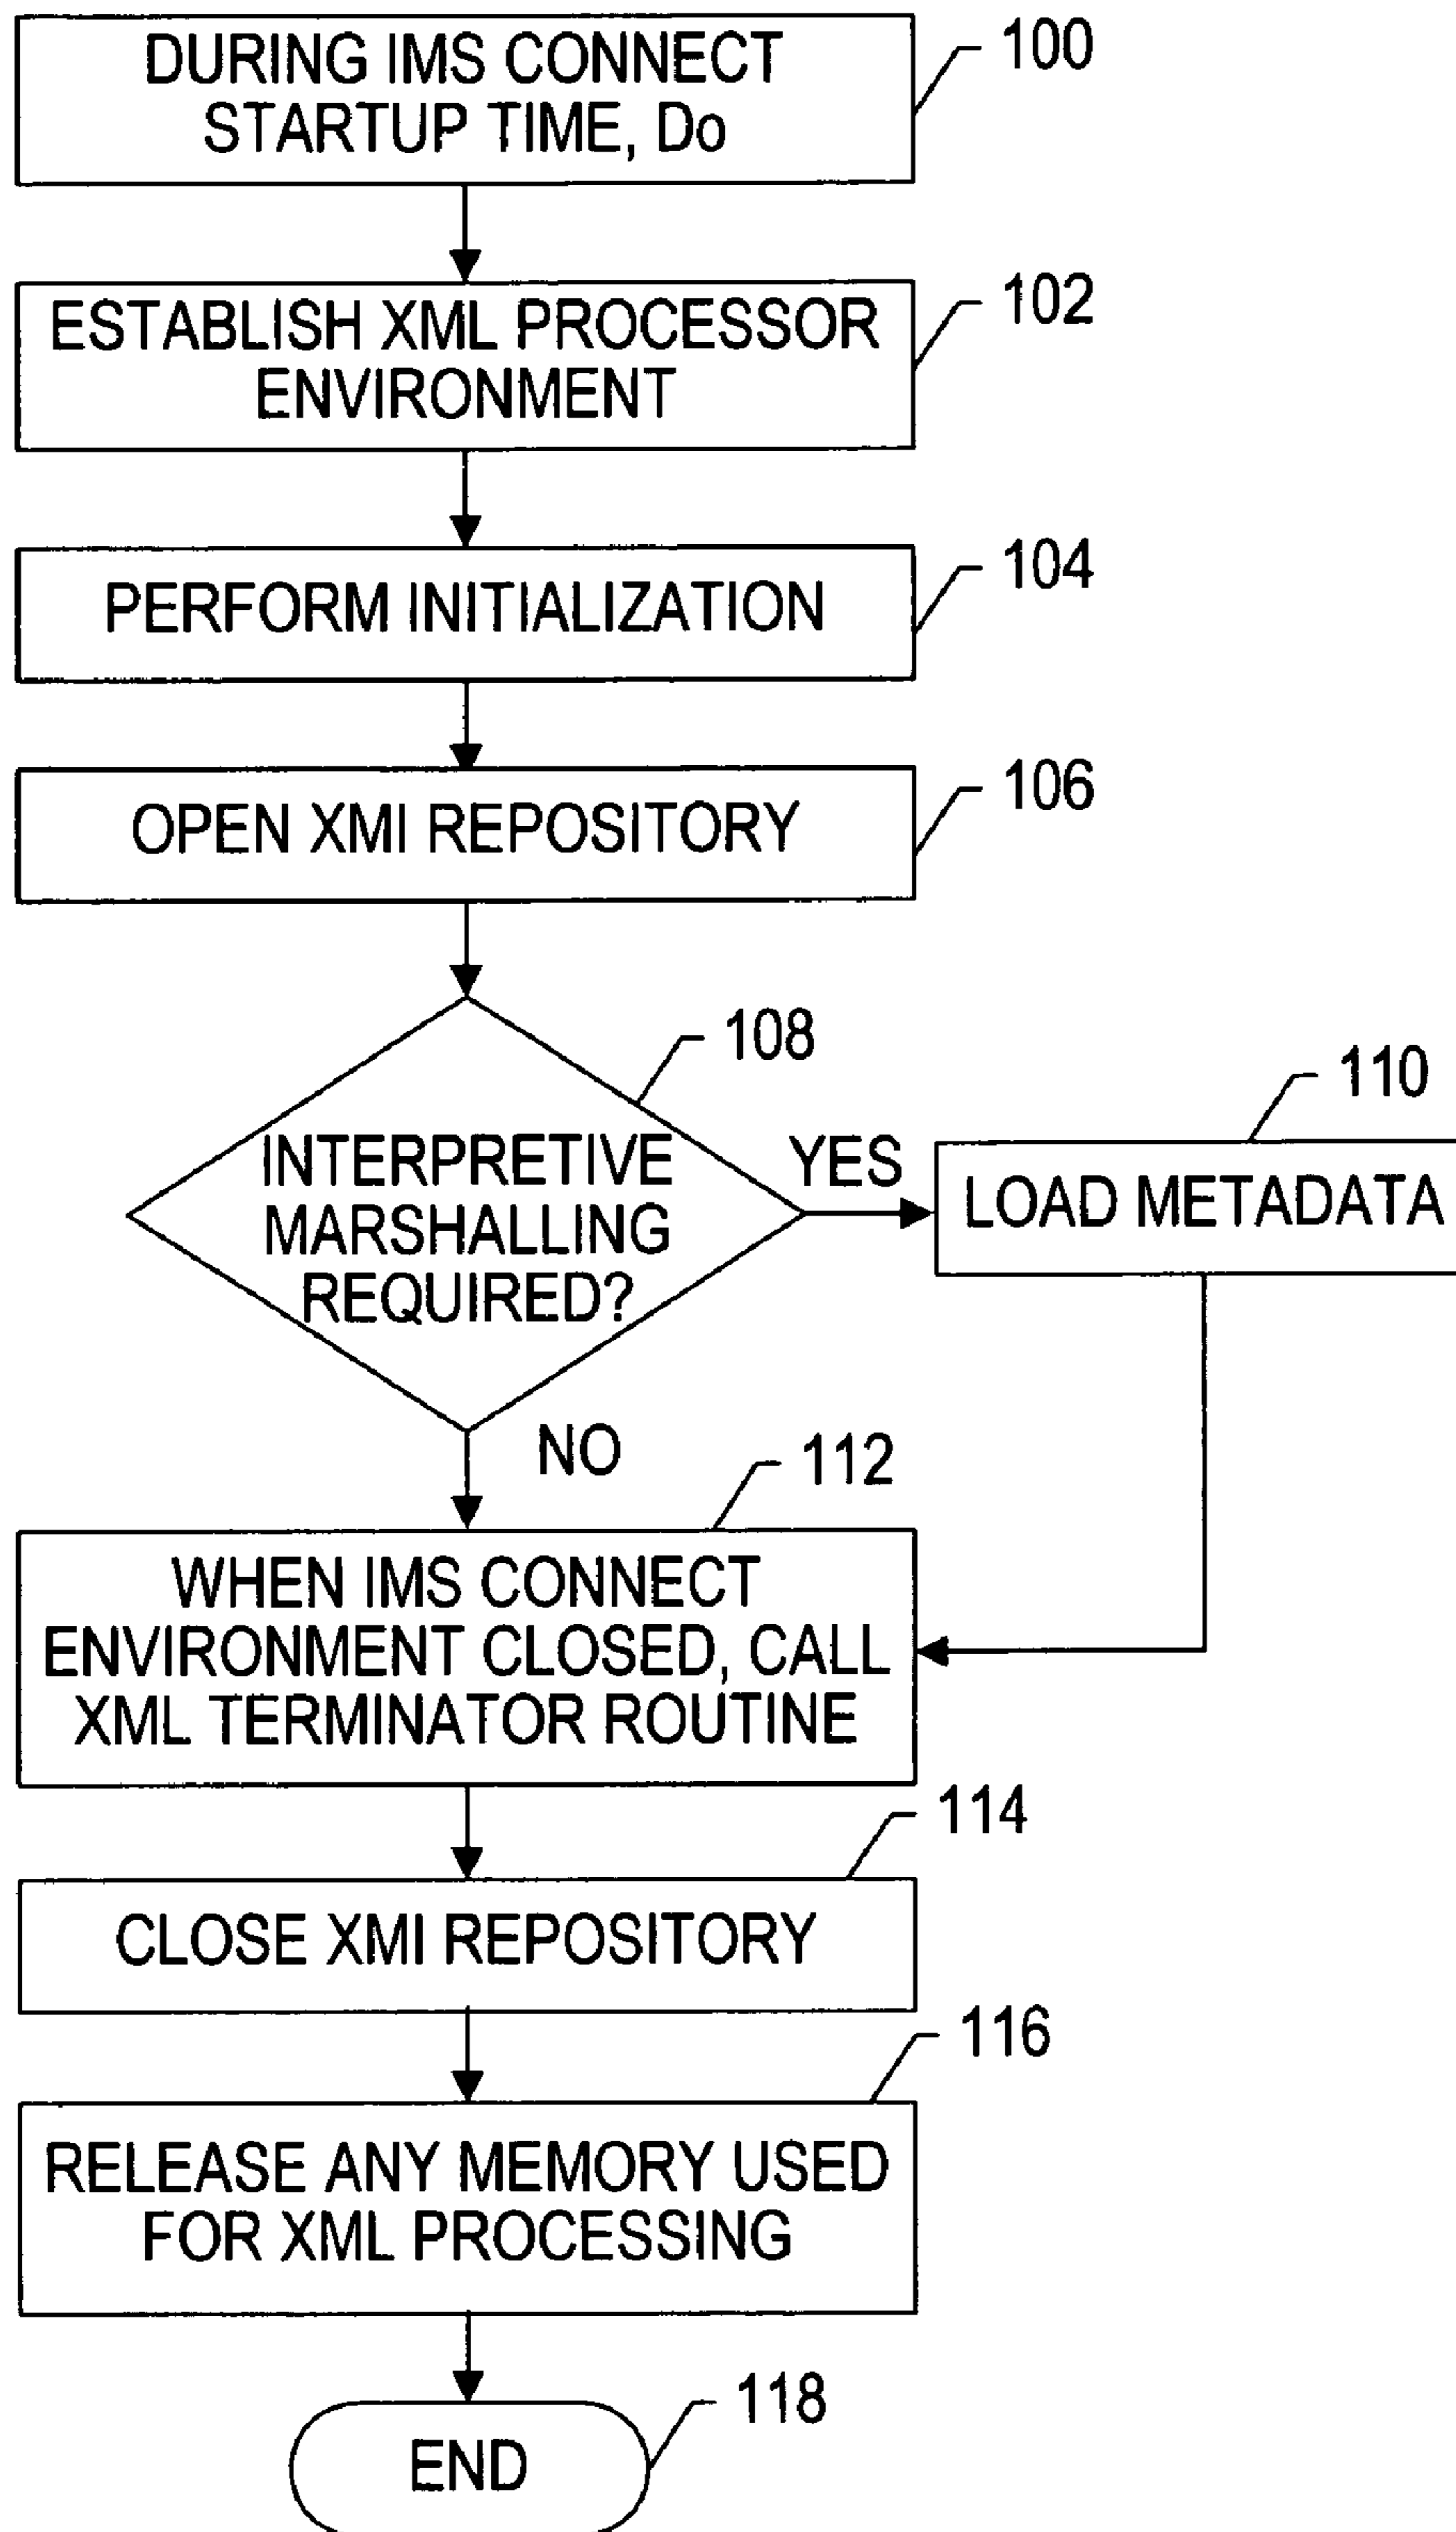 DURING IMS CONNECT
STARTUP TIME, Do
100
ESTABLISH XML PROCESSOR
ENVIRONMENT
102
PERFORM INITIALIZATION
104
OPEN XMI REPOSITORY
106
108
INTERPRETIVE
MARSHALLING
REQUIRED?
YES
110
LOAD METADATA
NO
112
WHEN IMS CONNECT
ENVIRONMENT CLOSED, CALL
XML TERMINATOR ROUTINE
114
CLOSE XMI REPOSITORY
116
RELEASE ANY MEMORY USED
FOR XML PROCESSING
118
END